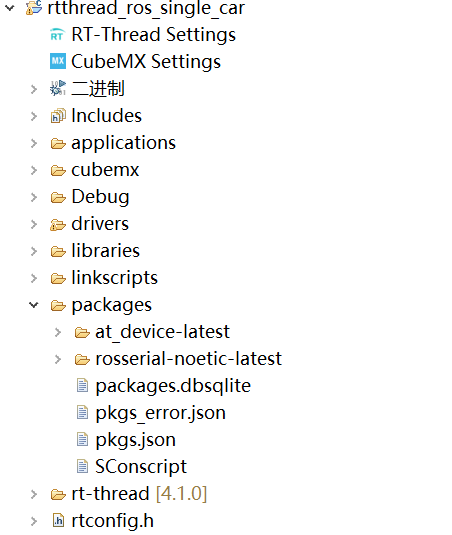 rtthread_ros_single_car
RT-Thread Settings
CubeMX Settings
二进制
Includes
applications
cubemx
Debug
drivers
libraries
linkscripts
packages
at_device-latest
rosserial-noetic-latest
packages.dbsqlite
pkgs_error.json
pkgs.json
SConscript
rt-thread [4.1.0]
rtconfig.h